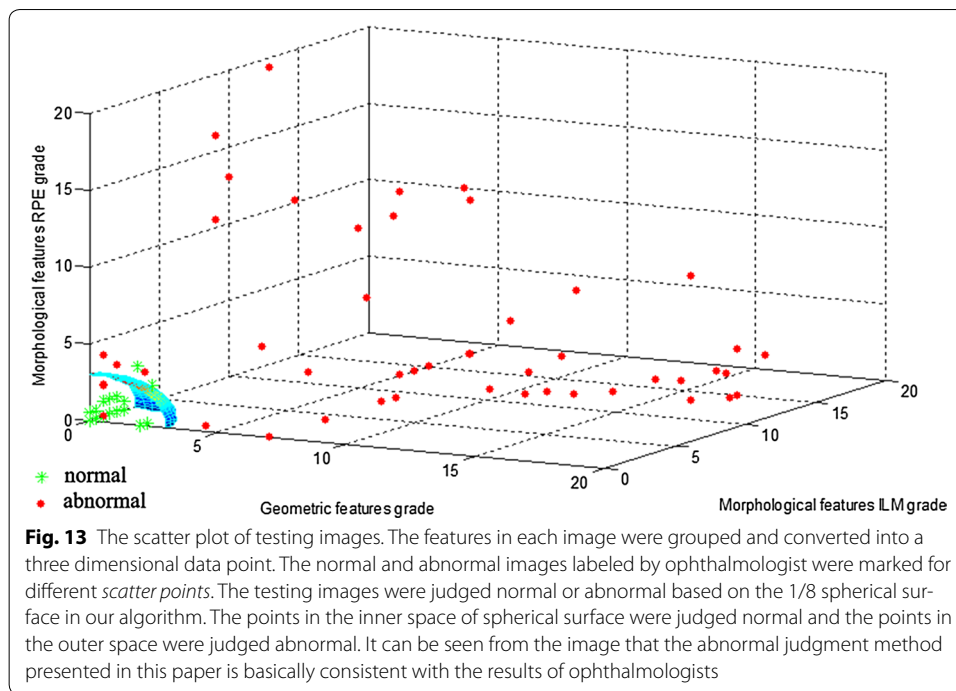 20
15
10
5
0
Morphological features RPE grade
0
5
10
15
20
Geometric features grade
0
5
10
15
20
Morphological features ILM grade
normal
abnormal
Fig. 13 The scatter plot of testing images. The features in each image were grouped and converted into a
three dimensional data point. The normal and abnormal images labeled by ophthalmologist were marked for
different scatter points. The testing images were judged normal or abnormal based on the 1/8 spherical sur-
face in our algorithm. The points in the inner space of spherical surface were judged normal and the points in
the outer space were judged abnormal. It can be seen from the image that the abnormal judgment method
presented in this paper is basically consistent with the results of ophthalmologists